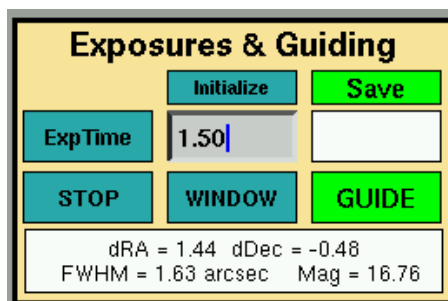 Exposures & Guiding
Initialize Save
ExpTime 1.50
STOP WINDOW GUIDE
dRA = 1.44 dDec = -0.48
FWHM = 1.63 arcsec Mag = 16.76